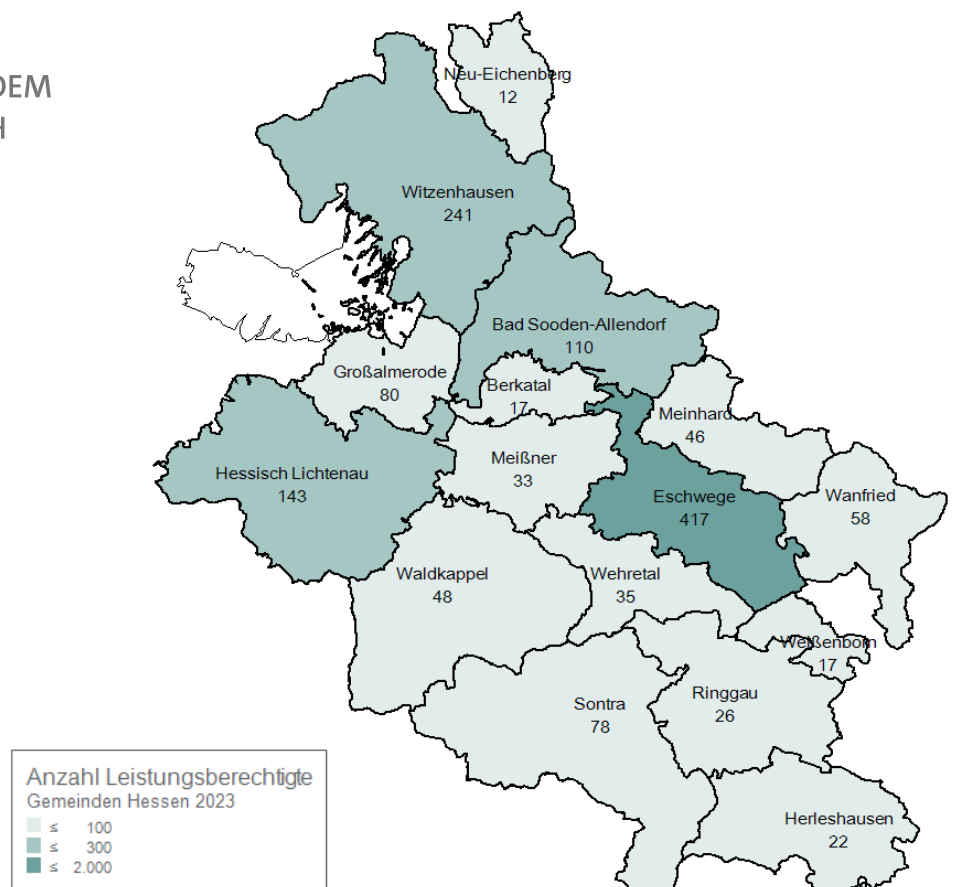 DEM
H
Neu-Eichenberg
12
Witzenhausen
241
Bad Sooden-Allendorf
110
Großalmerode
80
Berkatal
17
Meinhard
46
Hessisch Lichtenau
143
Meißner
33
Eschwege
417
Wanfried
58
Waldkappel
48
Wehretal
35
Weißenborn
17
Sontra
78
Ringgau
26
Herleshausen
22
Anzahl Leistungsberechtigte
Gemeinden Hessen 2023
≤ 100
≤ 300
≤ 2.000